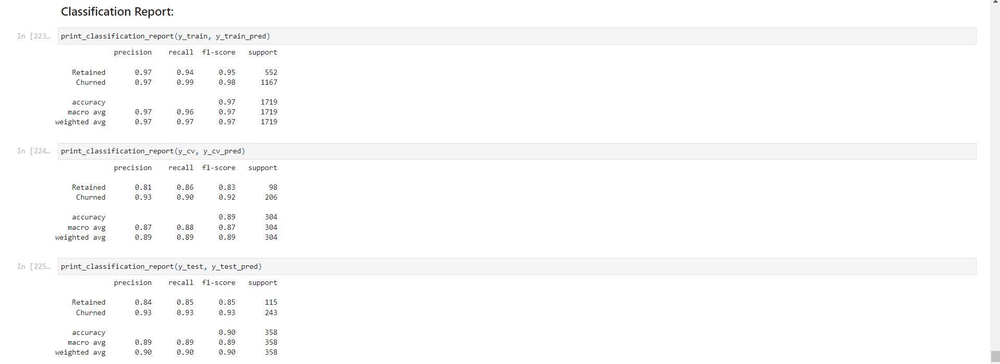 Classification Report:
In [223…
print_classification_report(y_train, y_train_pred)
precision recall f1-score support
Retained 0.97 0.94 0.95 552
Churned 0.97 0.99 0.98 1167
accuracy 0.97 1719
macro avg 0.97 0.96 0.97 1719
weighted avg 0.97 0.97 0.97 1719
In [224…
print_classification_report(y_cv, y_cv_pred)
precision recall f1-score support
Retained 0.81 0.86 0.83 98
Churned 0.93 0.90 0.92 206
accuracy 0.89 304
macro avg 0.87 0.88 0.87 304
weighted avg 0.89 0.89 0.89 304
In [225…
print_classification_report(y_test, y_test_pred)
precision recall f1-score support
Retained 0.84 0.85 0.85 115
Churned 0.93 0.93 0.93 243
accuracy 0.90 358
macro avg 0.89 0.89 0.89 358
weighted avg 0.90 0.90 0.90 358